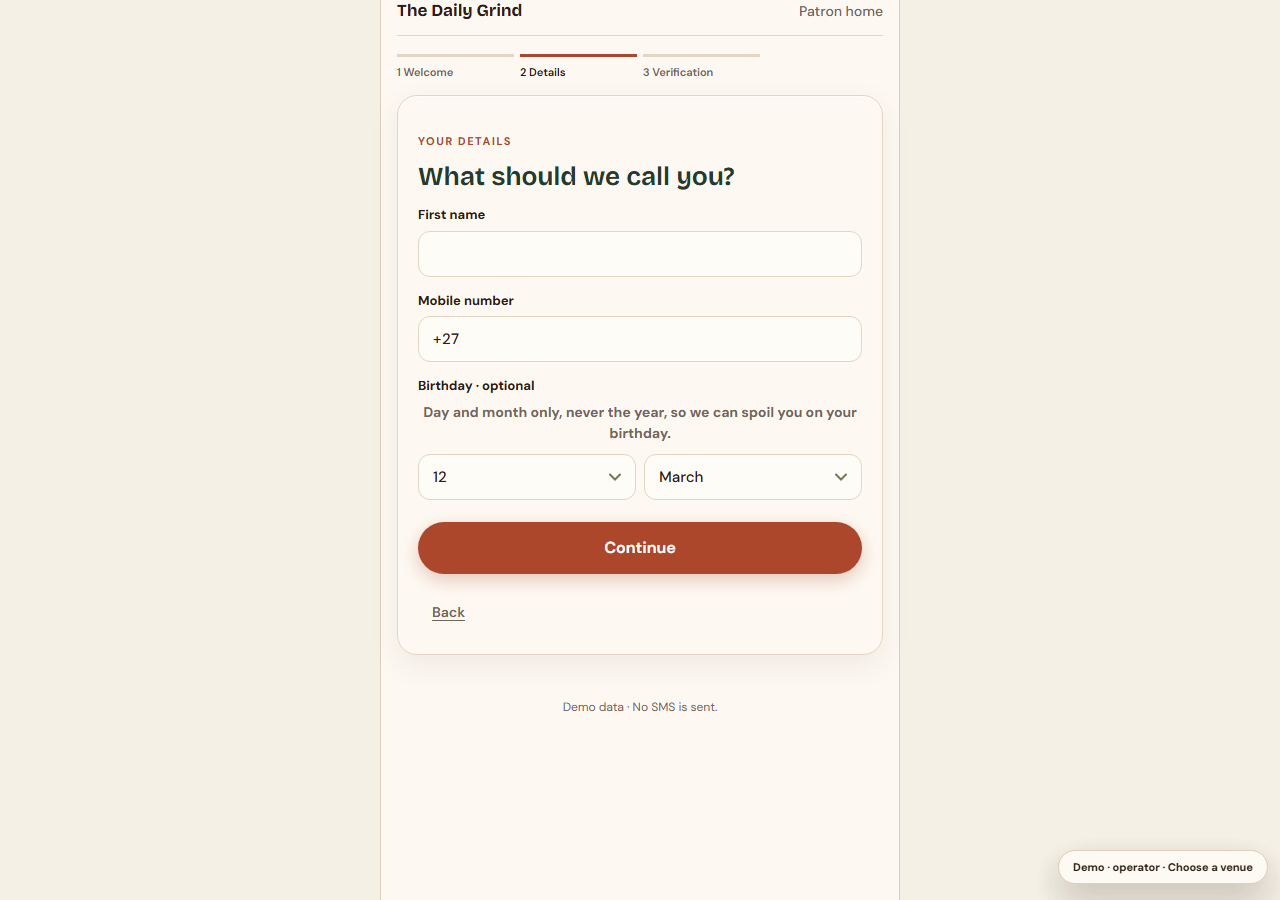 The Daily Grind
Patron home
1 Welcome
2 Details
3 Verification
YOUR DETAILS
What should we call you?
First name
Mobile number
+27
Birthday · optional
Day and month only, never the year, so we can spoil you on your
birthday.
12
March
Continue
Back
Demo data · No SMS is sent.
Demo · operator · Choose a venue